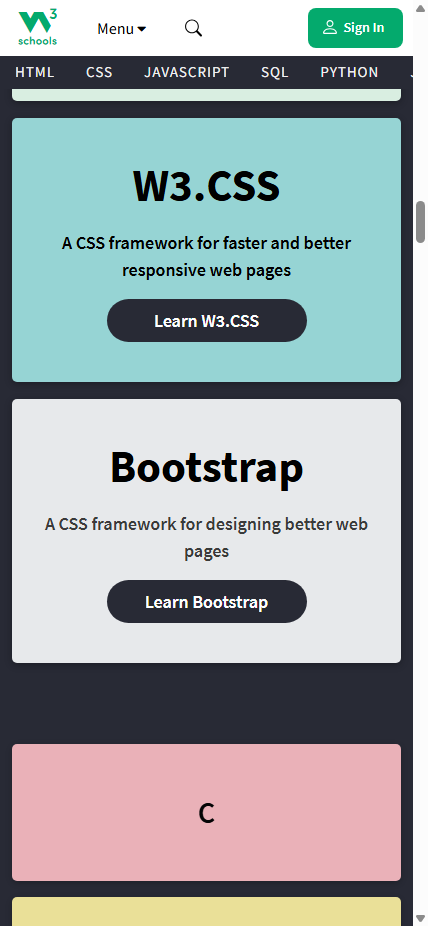 3
schools
Menu
Sign In
HTML CSS JAVASCRIPT SQL PYTHON
W3.CSS
A CSS framework for faster and better
responsive web pages
Learn W3.CSS
Bootstrap
A CSS framework for designing better web
pages
Learn Bootstrap
C